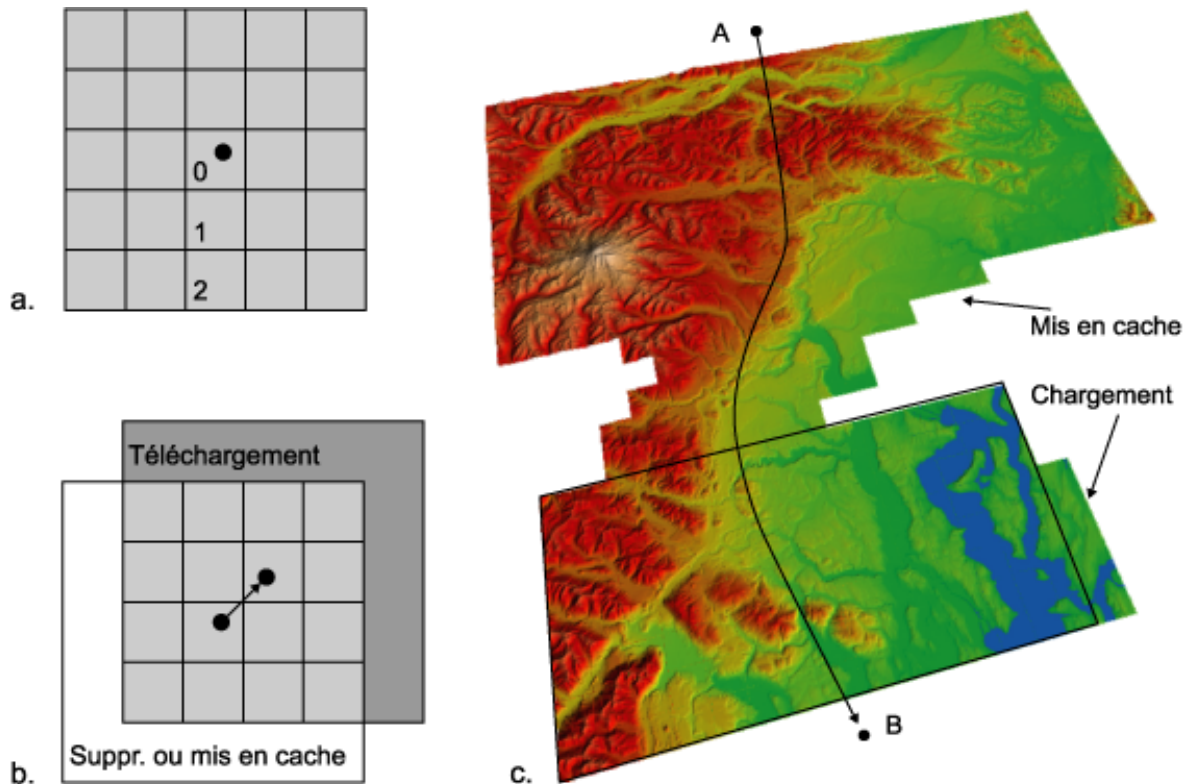 0
1
2
a.
Téléchargement
Suppr. ou mis en cache
b.
A
Mis en cache
Chargement
B
c.